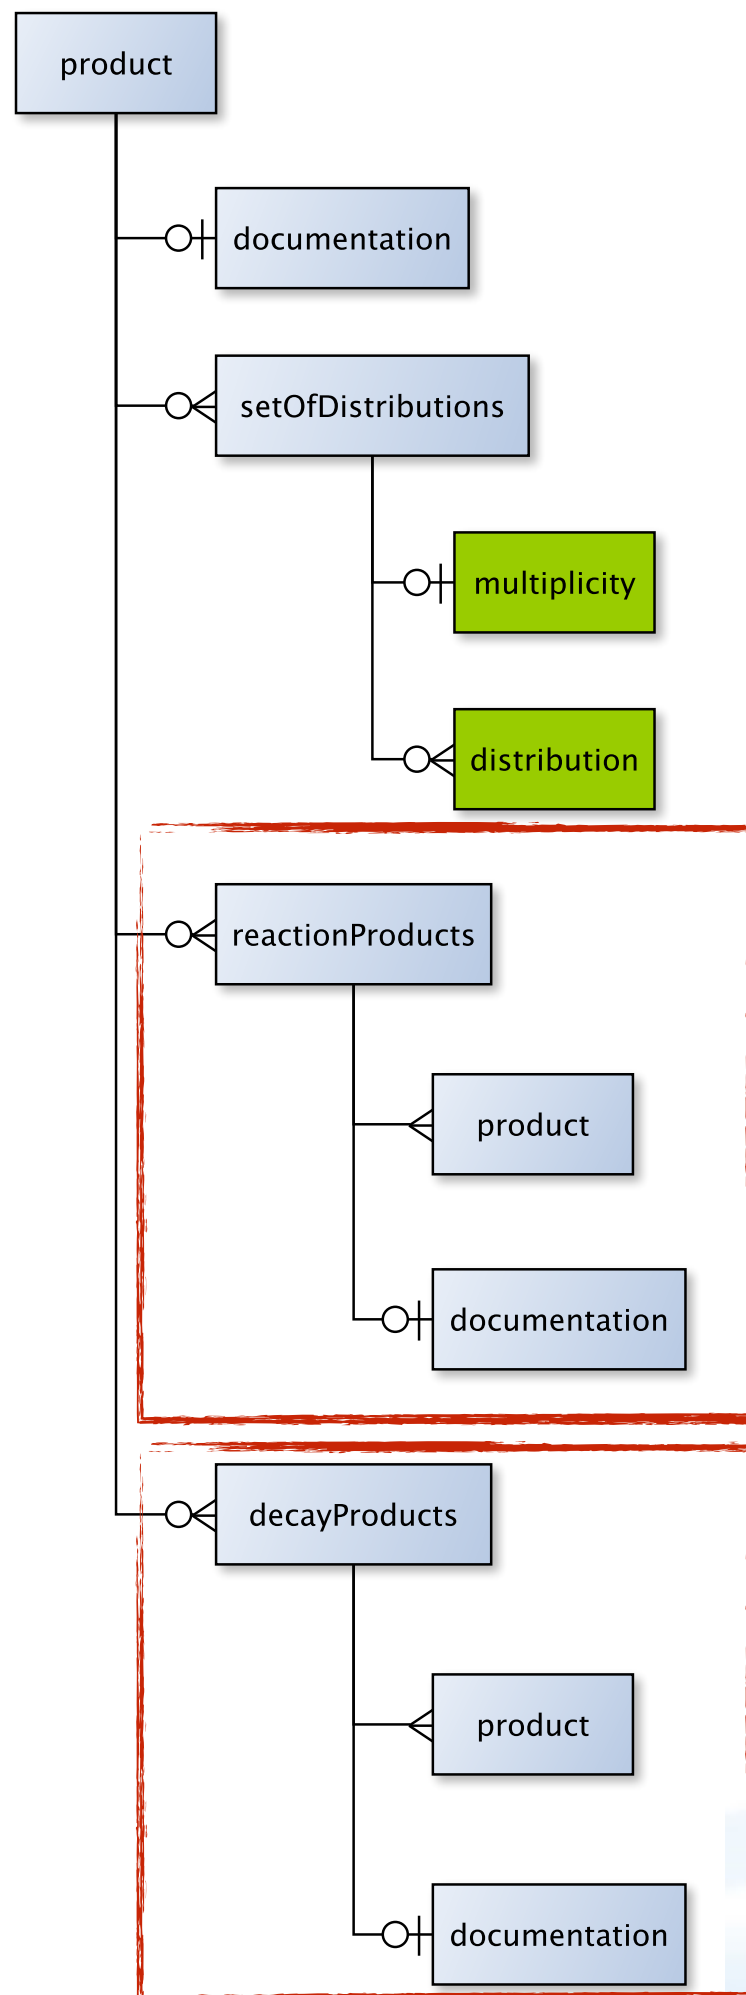 product
documentation
setOfDistributions
multiplicity
distribution
reactionProducts
product
documentation
decayProducts
product
documentation